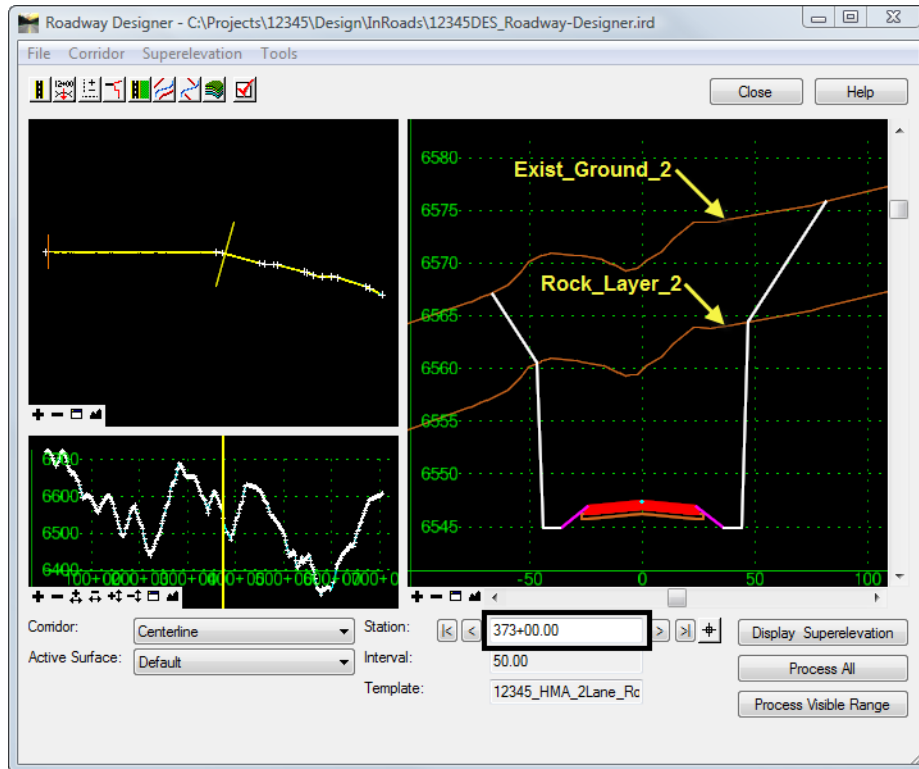 Roadway Designer - C:\Projects\12345\Design\InRoads\12345DES_Roadway-Designer.ird
File Corridor Superelevation Tools
Close Help
6580
Exist_Ground_2
6575
6570
Rock_Layer_2
6565
6560
6555
6550
6545
-50 0 50 100
6600
6500
6400
Corridor: Centerline Station: |< < 373+00.00 > >| Display Superelevation
Active Surface: Default Interval: 50.00 Process All
Template: 12345_HMA_2Lane_Ro Process Visible Range